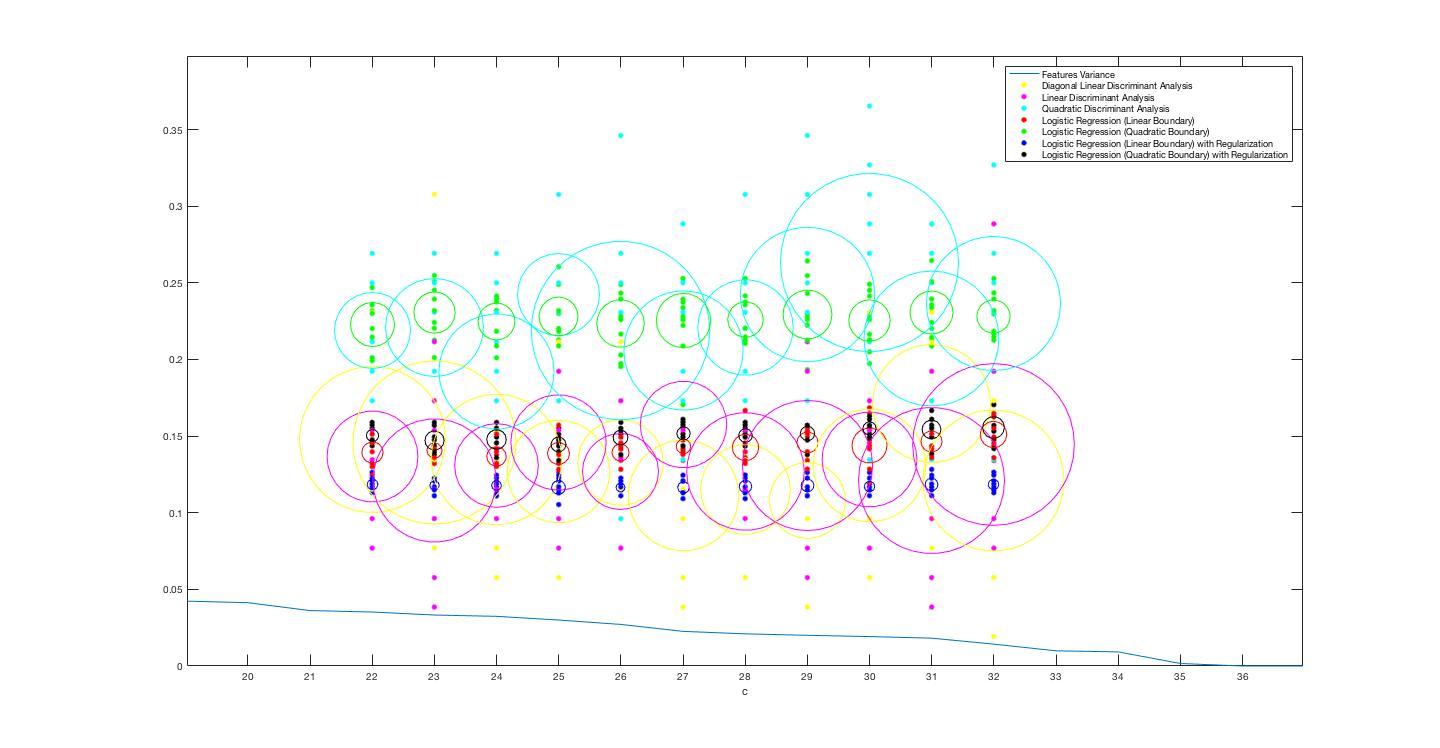 Features Variance
Diagonal Linear Discriminant Analysis
Linear Discriminant Analysis
Quadratic Discriminant Analysis
Logistic Regression (Linear Boundary)
Logistic Regression (Quadratic Boundary)
Logistic Regression (Linear Boundary) with Regularization
Logistic Regression (Quadratic Boundary) with Regularization
0.35
0.3
0.25
0.2
0.15
0.1
0.05
0
20 21 22 23 24 25 26 27 28 29 30 31 32 33 34 35 36
c